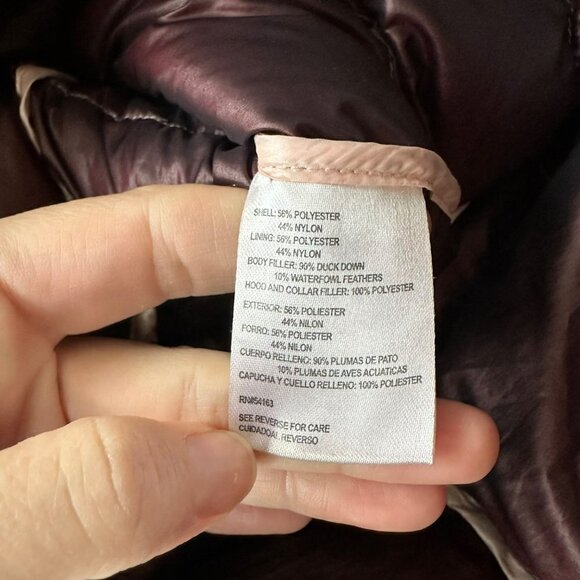 SHELL: 56% POLYESTER
44% NYLON
LINING: 56% POLYESTER
44% NYLON
BODY FILLER: 90% DUCK DOWN
10% WATERFOWL FEATHERS
HOOD AND COLLAR FILLER: 100% POLYESTER
EXTERIOR: 56% POLIESTER
44% NILON
FORRO: 56% POLIESTER
44% NILON
CUERPO RELLENO: 90% PLUMAS DE PATO
10% PLUMAS DE AVES ACUATICAS
CAPUCHA Y CUELLO RELLENO: 100% POLIESTER
RN#54163
SEE REVERSE FOR CARE
CUIDADOAL REVERSO